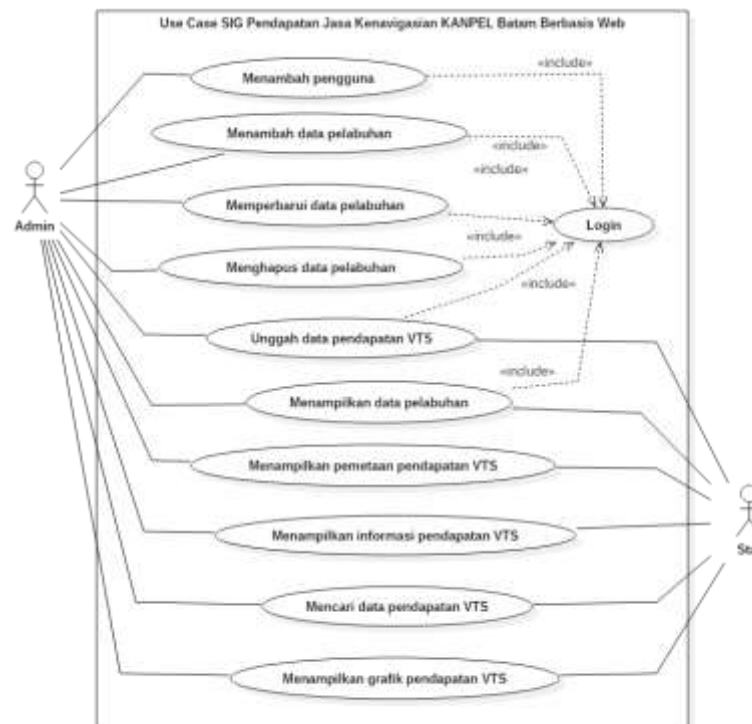 Use Case SIG Pendapatan Jasa Kenavigasian KANPEL Batam Berbasis Web
Menambah pengguna
«include»
Menambah data pelabuhan
«include»
«include»
Admin
Memperbarui data pelabuhan
Login
«include»
Menghapus data pelabuhan
«include»
Unggah data pendapatan VTS
«include»
Menampilkan data pelabuhan
Menampilkan pemetaan pendapatan VTS
Menampilkan informasi pendapatan VTS
Sta
Mencari data pendapatan VTS
Menampilkan grafik pendapatan VTS